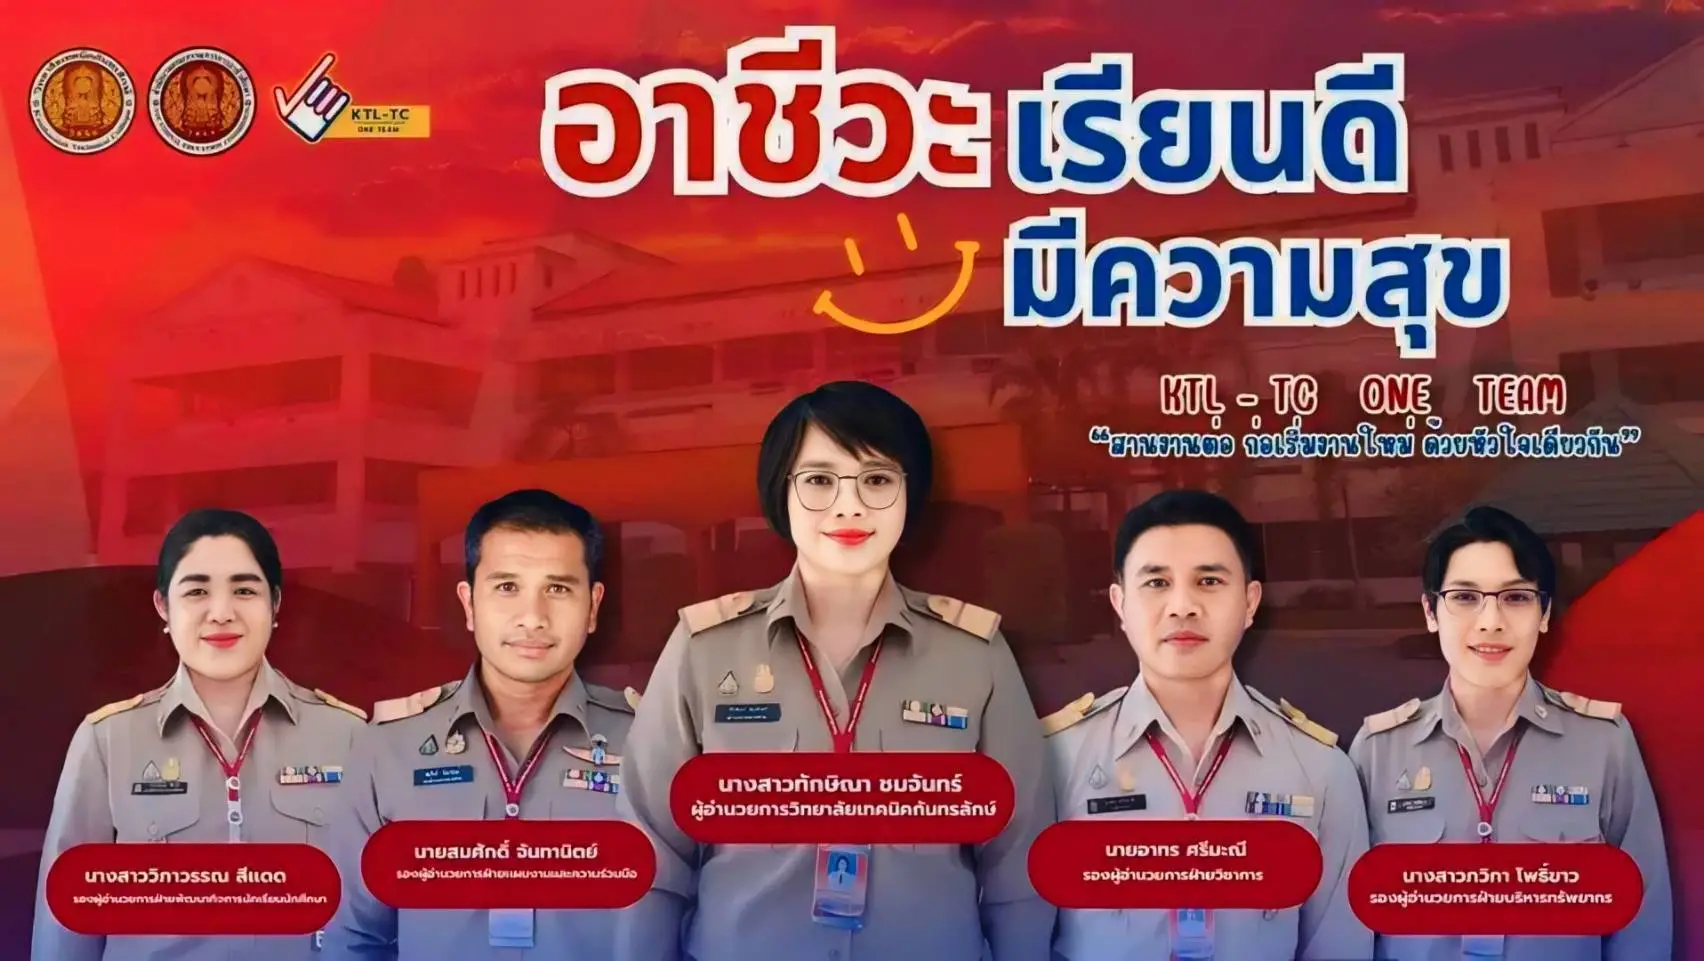 KTL-TC
ONE TEAM
อาชีวะ เรียนดี
มีความสุข
KTL - TC ONE TEAM
“สานงานต่อ ก่อเริ่มงานใหม่ ด้วยหัวใจเดียวกัน”
นางสาวทักษิณา ชมจันทร์
ผู้อำนวยการวิทยาลัยเทคนิคกันทรลักษ์
นายสมศักดิ์ จันทานิตย์
รองผู้อำนวยการฝ่ายแผนงานและความร่วมมือ
นายอาทร ศรีมะณี
รองผู้อำนวยการฝ่ายวิชาการ
นางสาววิภาวรรณ สีแดด
รองผู้อำนวยการฝ่ายพัฒนากิจการนักเรียนนักศึกษา
นางสาวภวิกา โพธิ์ขาว
รองผู้อำนวยการฝ่ายบริหารทรัพยากร